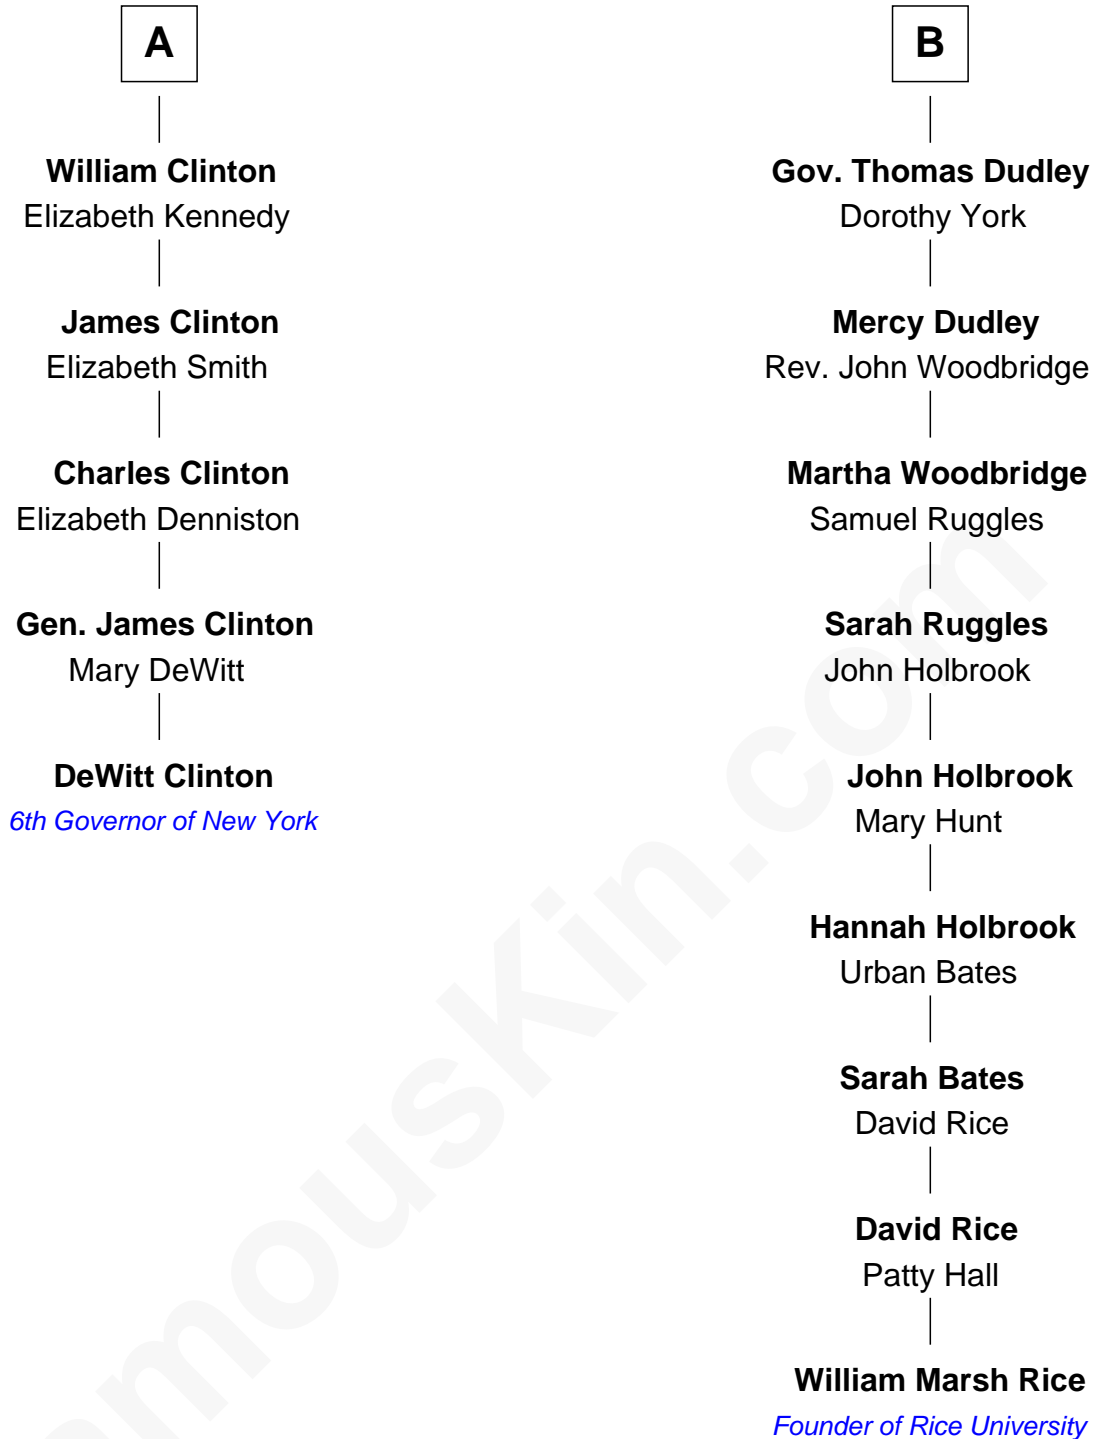 A
William Clinton
Elizabeth Kennedy
James Clinton
Elizabeth Smith
Charles Clinton
Elizabeth Denniston
Gen. James Clinton
Mary DeWitt
DeWitt Clinton
6th Governor of New York
B
Gov. Thomas Dudley
Dorothy York
Mercy Dudley
Rev. John Woodbridge
Martha Woodbridge
Samuel Ruggles
Sarah Ruggles
John Holbrook
John Holbrook
Mary Hunt
Hannah Holbrook
Urban Bates
Sarah Bates
David Rice
David Rice
Patty Hall
William Marsh Rice
Founder of Rice University
amouskin.com